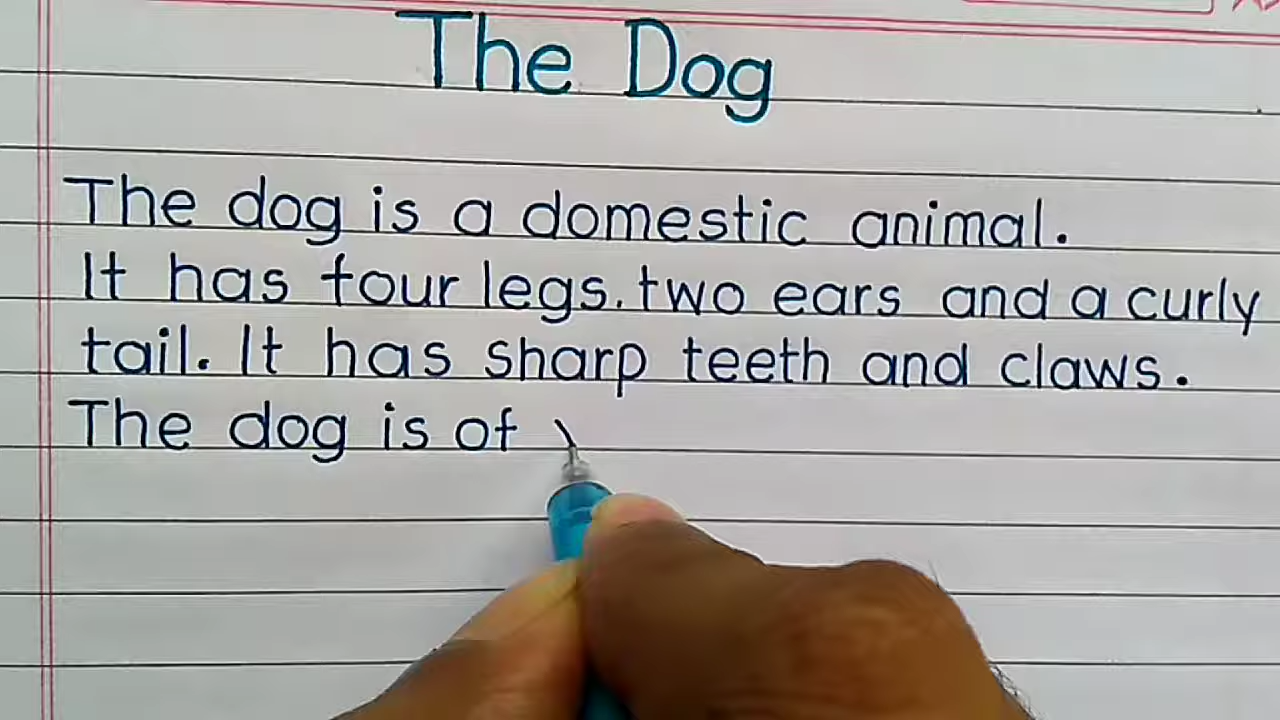 The Dog
The dog is a domestic animal.
It has four legs. two ears and a curly
tail. It has sharp teeth and claws.
The dog is of